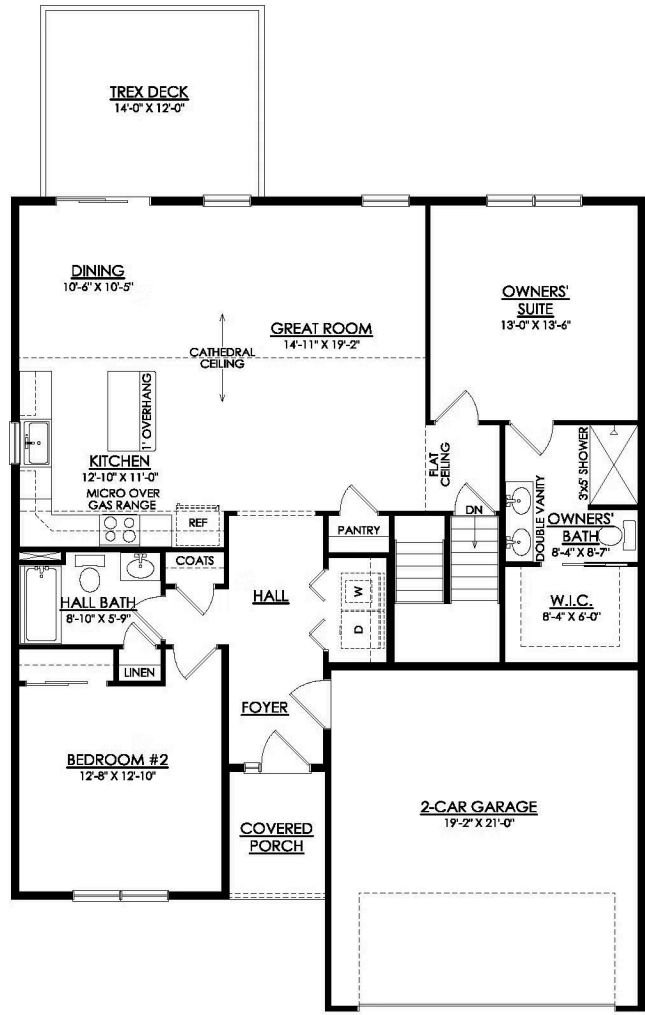 TREX DECK
14'-0" X 12'-0"
DINING
10'-6" X 10'-5"
OWNERS'
SUITE
13'-0" X 13'-6"
GREAT ROOM
14'-11" X 19'-2"
CATHEDRAL
CEILING
1' OVERHANG
KITCHEN
12'-10" X 11'-0"
MICRO OVER
GAS RANGE
REF
FLAT
CEILING
3'x5' SHOWER
DOUBLE VANITY
PANTRY
DN
OWNERS'
BATH
8'-4" X 8'-7"
COATS
HALL BATH
8'-10" X 5'-9"
HALL
W
D
W.I.C.
8'-4" X 6'-0"
LINEN
FOYER
BEDROOM #2
12'-8" X 12'-10"
COVERED
PORCH
2-CAR GARAGE
19'-2" X 21'-0"